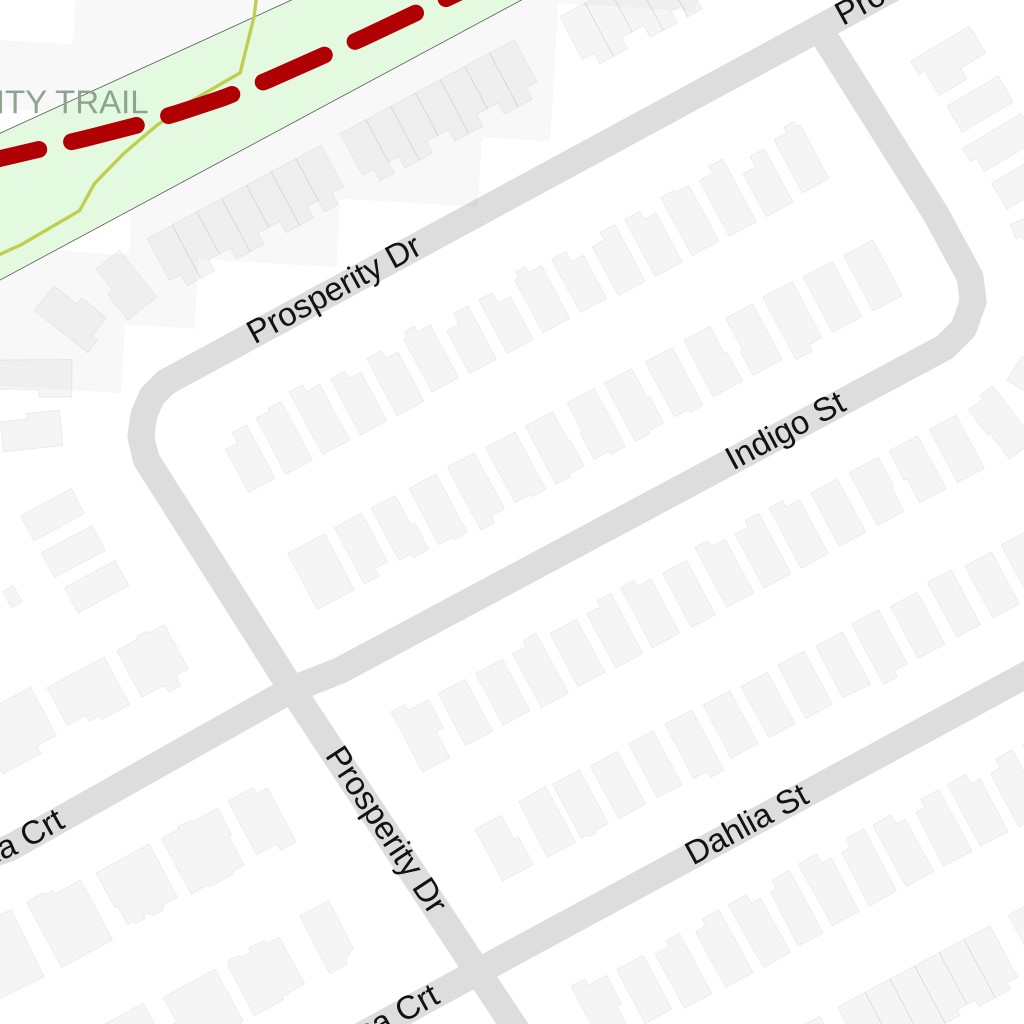 ITY TRAIL
Prosperity Dr
Indigo St
Prosperity Dr
Dahlia St
Crt
Crt